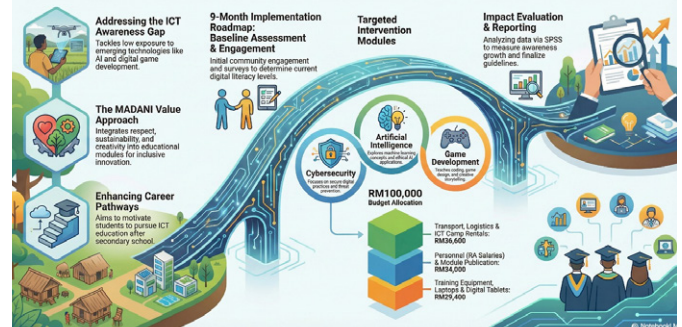 Addressing the ICT
Awareness Gap
Tackles low exposure to
emerging technologies like
AI and digital game
development.
The MADANI Value
Approach
Integrates respect,
sustainability, and
creativity into educational
modules for inclusive
innovation.
Enhancing Career
Pathways
Aims to motivate
students to pursue ICT
education after
secondary school.
9-Month Implementation
Roadmap:
Baseline Assessment
& Engagement
Initial community engagement
and surveys to determine current
digital literacy levels.
Targeted
Intervention
Modules
Cybersecurity
Focuses on secure digital
practices and threat
prevention.
Artificial
Intelligence
Explores machine learning
concepts and ethical AI
applications.
Game
Development
Teaches coding, game
design, and creative
storytelling.
RM100,000
Budget Allocation
Transport, Logistics &
ICT Camp Rentals:
RM36,600
Personnel (RA Salaries)
& Module Publication:
RM34,000
Training Equipment,
Laptops & Digital Tablets:
RM29,400
Impact Evaluation
& Reporting
Analyzing data via SPSS
to measure awareness
growth and finalize
guidelines.